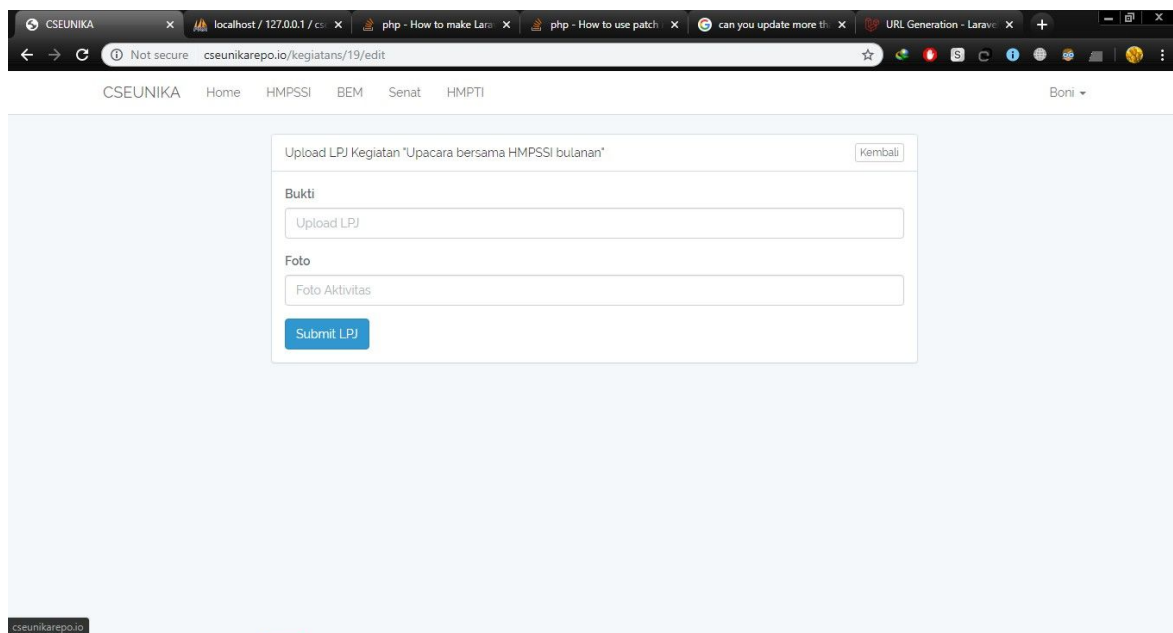 CSEUNIKA
localhost / 127.0.0.1 / cs
php - How to make Lara
php - How to use patch
can you update more th
URL Generation - Larave
Not secure cseunikarepo.io/kegiatans/19/edit
CSEUNIKA Home HMPSSI BEM Senat HMPTI Boni
Upload LPJ Kegiatan "Upacara bersama HMPSSI bulanan" Kembali
Bukti
Upload LPJ
Foto
Foto Aktivitas
Submit LPJ
cseunikarepo.io